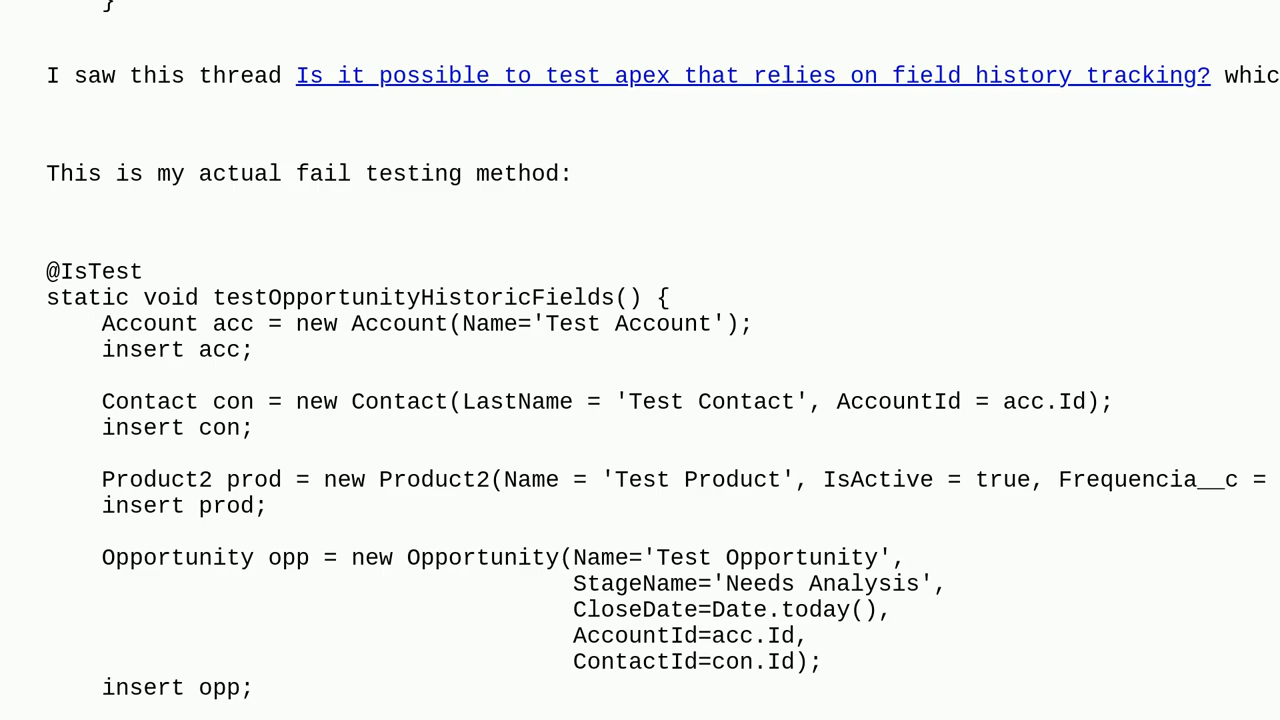 }
I saw this thread Is it possible to test apex that relies on field history tracking? whic
This is my actual fail testing method:
@IsTest
static void testOpportunityHistoricFields() {
    Account acc = new Account(Name='Test Account');
    insert acc;
    Contact con = new Contact(LastName = 'Test Contact', AccountId = acc.Id);
    insert con;
    Product2 prod = new Product2(Name = 'Test Product', IsActive = true, Frequencia__c =
    insert prod;
    Opportunity opp = new Opportunity(Name='Test Opportunity',
                                      StageName='Needs Analysis',
                                      CloseDate=Date.today(),
                                      AccountId=acc.Id,
                                      ContactId=con.Id);
    insert opp;